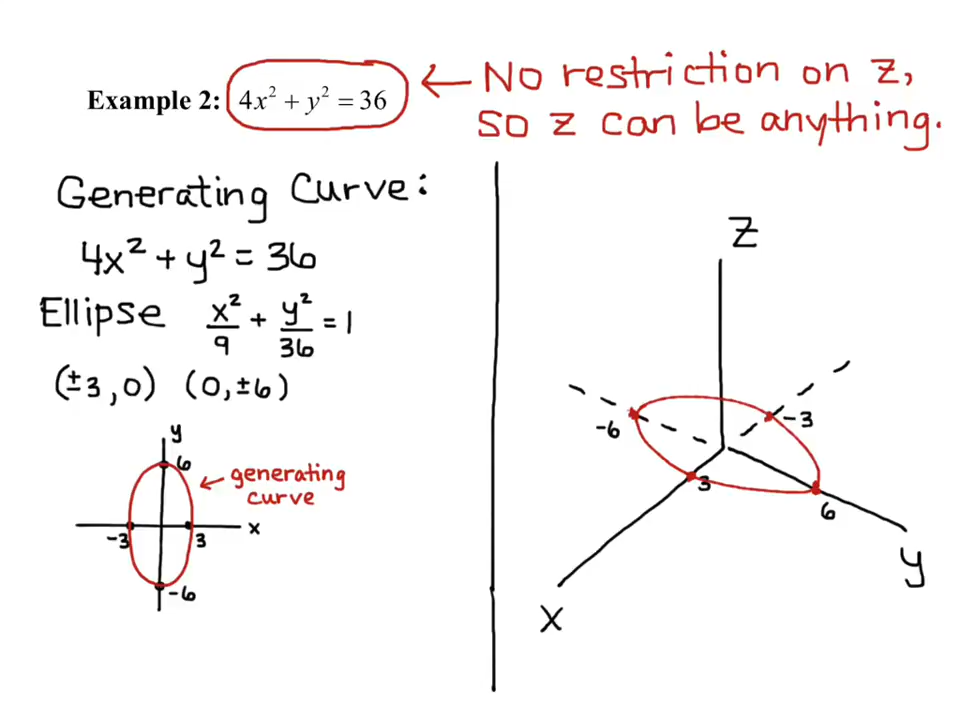 Example 2: 4x² + y² = 36
← No restriction on z,
so z can be anything.
Generating Curve:
4x² + y² = 36
Ellipse x²/9 + y²/36 = 1
(±3, 0) (0, ±6)
y
6
← generating
curve
-3 3 x
-6
z
-6 -3
3
6
y
x